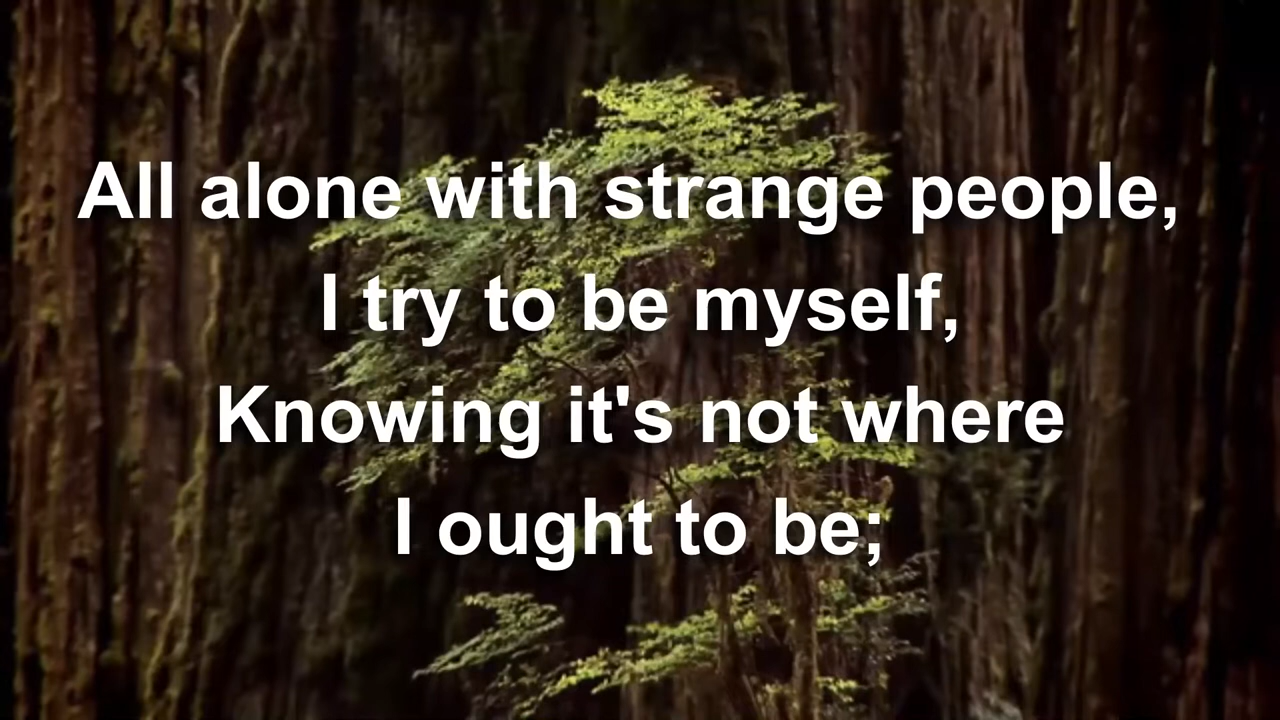 All alone with strange people,
I try to be myself,
Knowing it's not where
I ought to be;